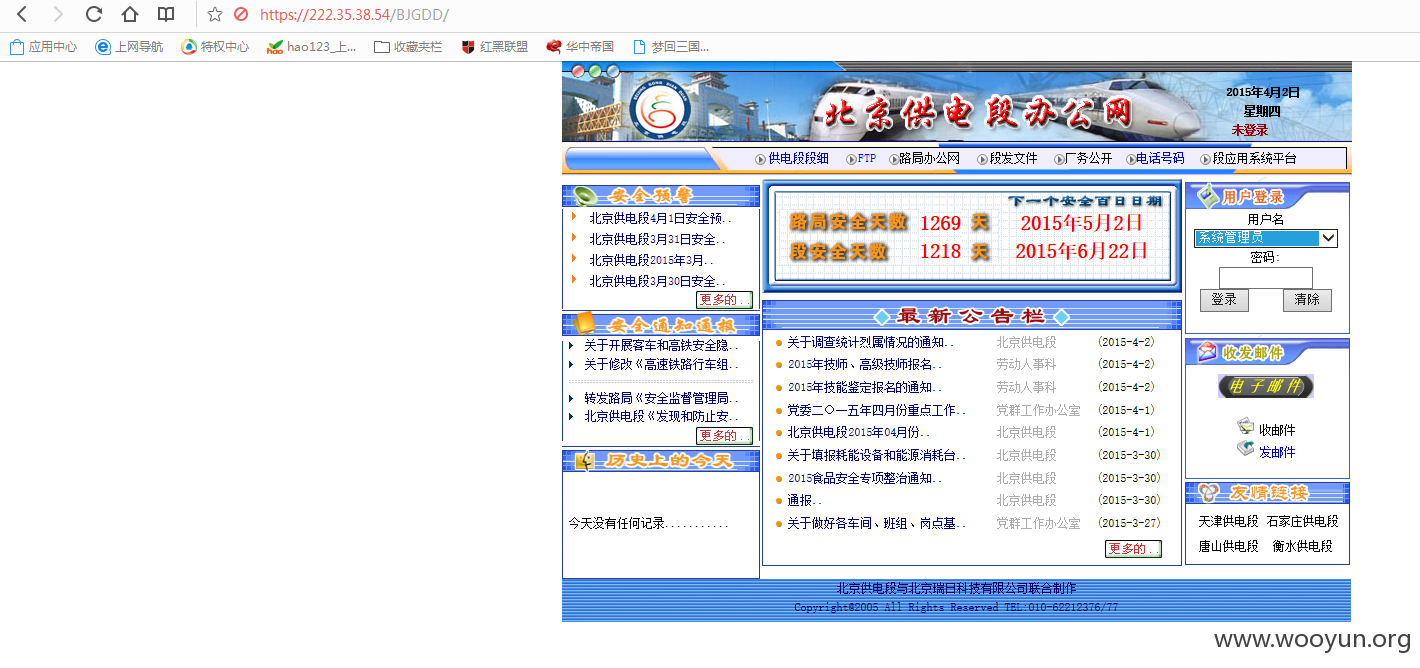 https://222.35.38.54/BJGDD/
应用中心 上网导航 特权中心 hao123_上... 收藏夹栏 红黑联盟 华中帝国 梦回三国...
北京供电段办公网
2015年4月2日
星期四
未登录
供电段段细 FTP 路局办公网 段发文件 厂务公开 电话号码 段应用系统平台
安全预警
北京供电段4月1日安全预..
北京供电段3月31日安全..
北京供电段2015年3月..
北京供电段3月30日安全..
更多的..
安全通知通报
关于开展客车和高铁安全隐..
关于修改《高速铁路行车组..
转发路局《安全监督管理局..
北京供电段《发现和防止安..
更多的..
历史上的今天
今天没有任何记录...........
下一个安全百日日期
路局安全天数 1269 天 2015年5月2日
段安全天数 1218 天 2015年6月22日
最新公告栏
关于调查统计烈属情况的通知.. 北京供电段 (2015-4-2)
2015年技师、高级技师报名.. 劳动人事科 (2015-4-2)
2015年技能鉴定报名的通知.. 劳动人事科 (2015-4-2)
党委二〇一五年四月份重点工作.. 党群工作办公室 (2015-4-1)
北京供电段2015年04月份.. 北京供电段 (2015-4-1)
关于填报耗能设备和能源消耗台.. 北京供电段 (2015-3-30)
2015食品安全专项整治通知.. 北京供电段 (2015-3-30)
通报.. 北京供电段 (2015-3-30)
关于做好各车间、班组、岗点基.. 党群工作办公室 (2015-3-27)
更多的..
用户登录
用户名
系统管理员
密码:
登录 清除
收发邮件
电子邮件
收邮件
发邮件
友情链接
天津供电段 石家庄供电段
唐山供电段 衡水供电段
北京供电段与北京瑞日科技有限公司联合制作
Copyright@2005 All Rights Reserved TEL:010-62212376/77
www.wooyun.org